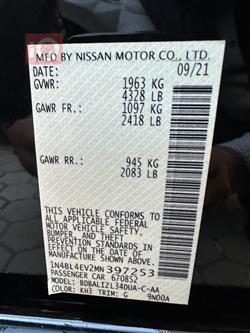 MFD BY NISSAN MOTOR CO., LTD.
DATE: 09/21
GVWR: 1963 KG
4328 LB
GAWR FR.: 1097 KG
2418 LB
GAWR RR.: 945 KG
2083 LB
THIS VEHICLE CONFORMS TO
ALL APPLICABLE FEDERAL
MOTOR VEHICLE SAFETY,
BUMPER, AND THEFT
PREVENTION STANDARDS IN
EFFECT ON THE DATE OF
MANUFACTURE SHOWN ABOVE.
1N4BL4EV2MN397253
PASSENGER CAR 670852
MODEL: BDBALIZL34DUA-C-AA
COLOR: KH3 TRIM: G 9N00A